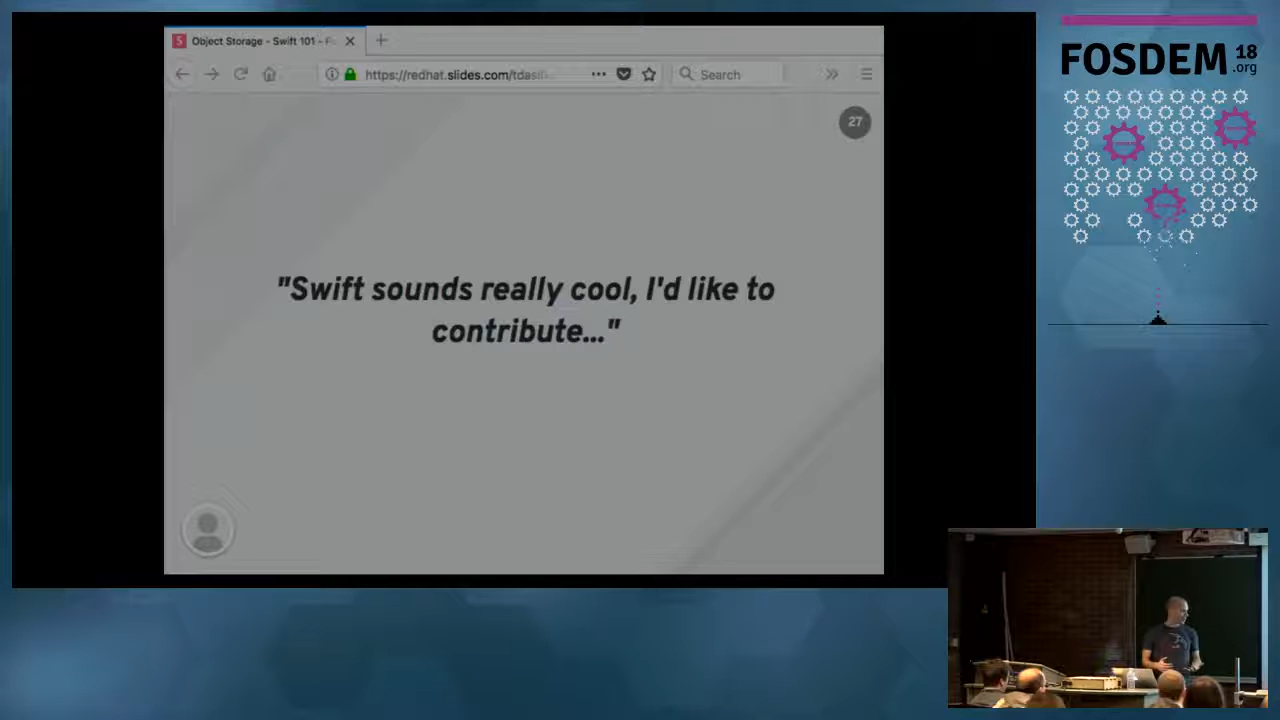 Object Storage - Swift 101 - F
https://redhat.slides.com/tdasil
Search
27
"Swift sounds really cool, I'd like to
contribute..."
FOSDEM 18
.org